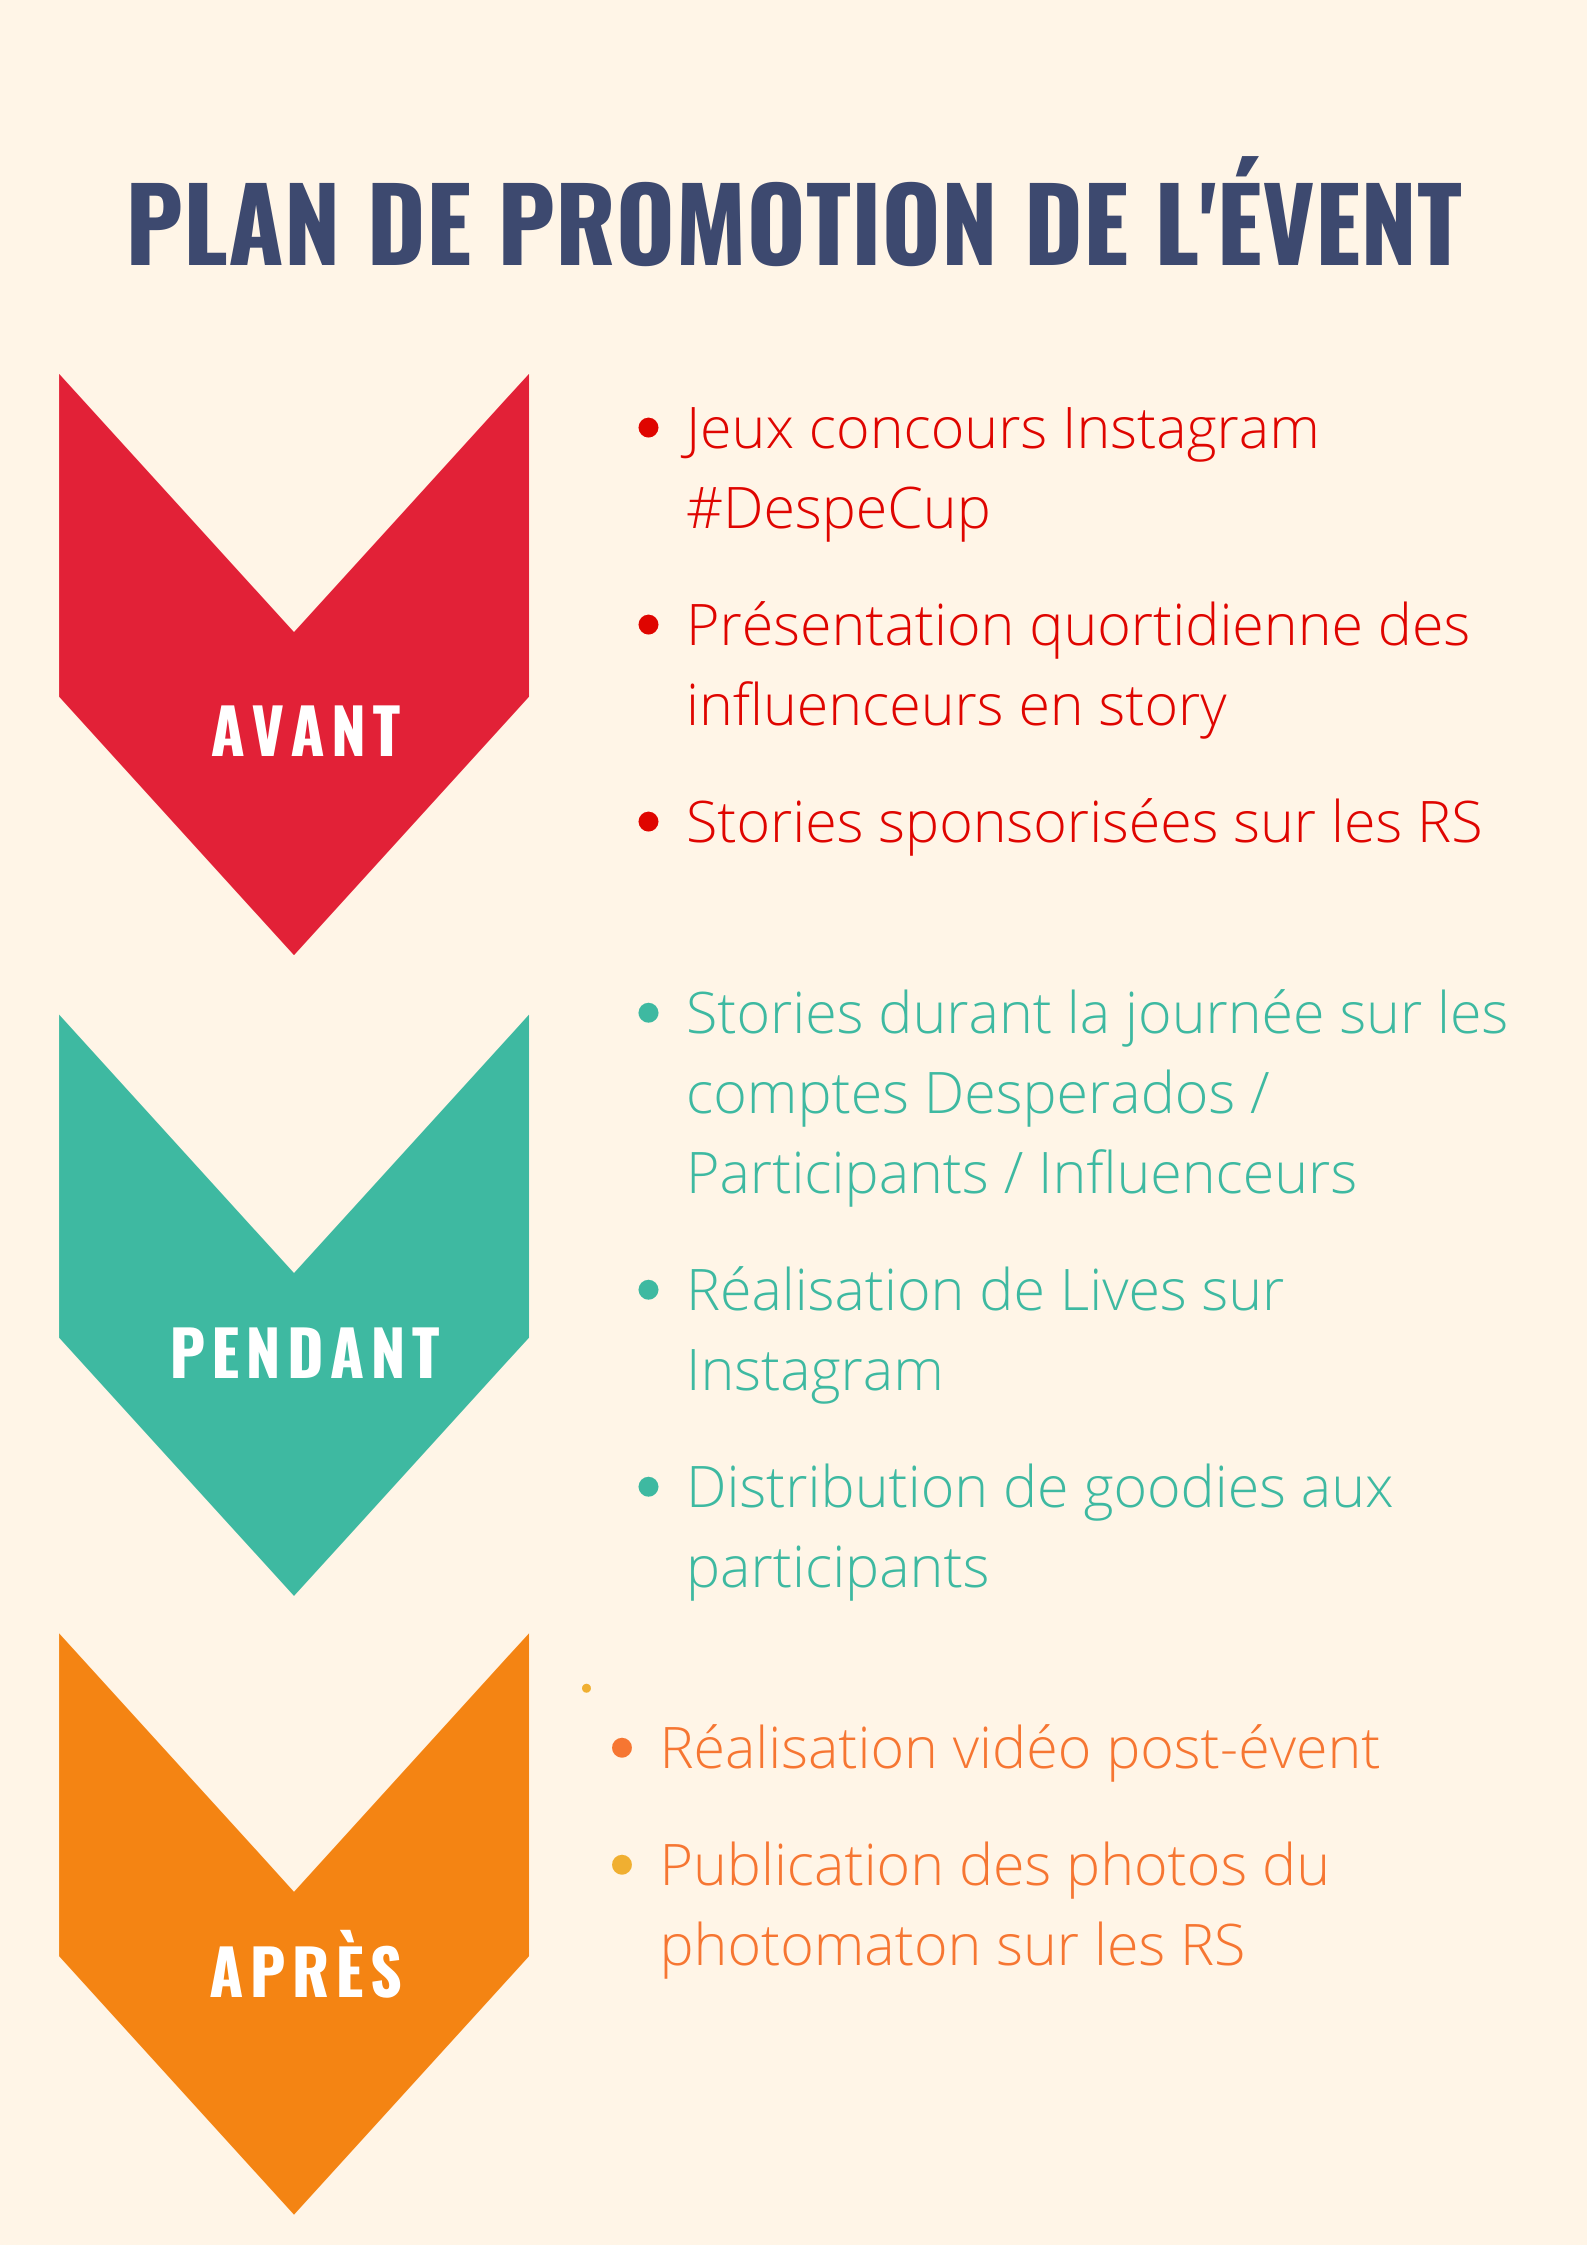 PLAN DE PROMOTION DE L'ÉVENT
AVANT
• Jeux concours Instagram
#DespeCup
• Présentation quortidienne des
influenceurs en story
• Stories sponsorisées sur les RS
PENDANT
• Stories durant la journée sur les
comptes Desperados /
Participants / Influenceurs
• Réalisation de Lives sur
Instagram
• Distribution de goodies aux
participants
APRÈS
• Réalisation vidéo post-évent
• Publication des photos du
photomaton sur les RS